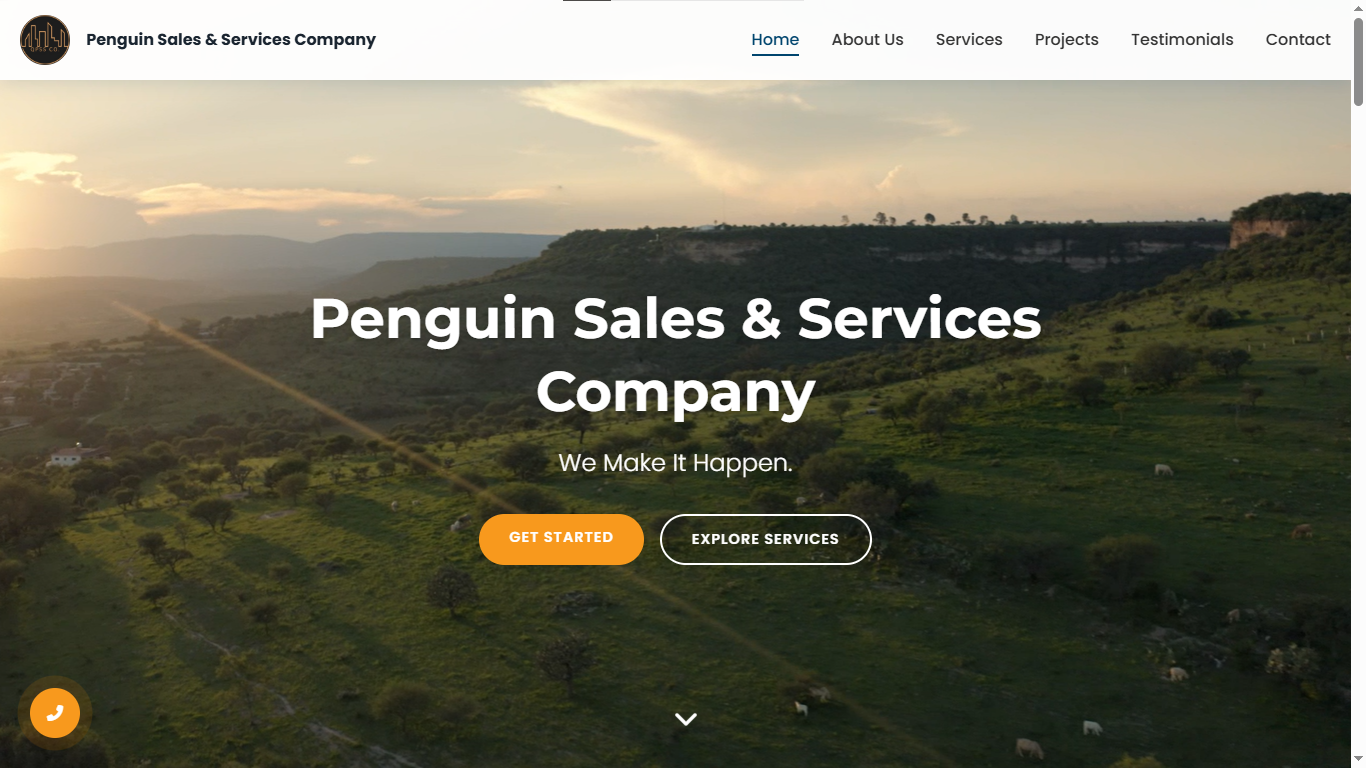 Penguin Sales & Services Company
Home About Us Services Projects Testimonials Contact
Penguin Sales & Services
Company
We Make It Happen.
GET STARTED
EXPLORE SERVICES